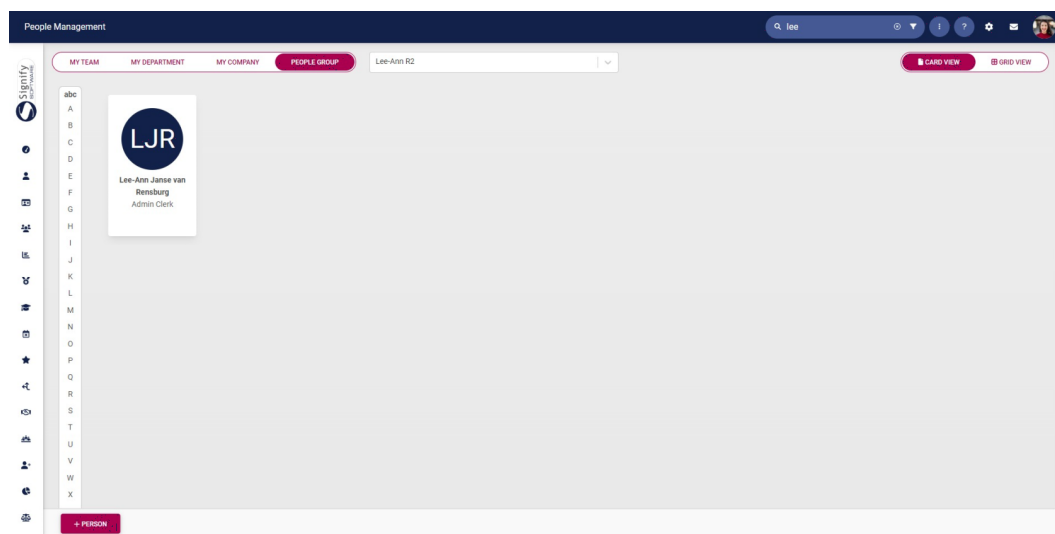 People Management
lee
?
MY TEAM
MY DEPARTMENT
MY COMPANY
PEOPLE GROUP
Lee-Ann R2
CARD VIEW
GRID VIEW
Signify
SOFTWARE
abc
A
B
C
D
E
F
G
H
I
J
K
L
M
N
O
P
Q
R
S
T
U
V
W
X
LJR
Lee-Ann Janse van
Rensburg
Admin Clerk
+ PERSON